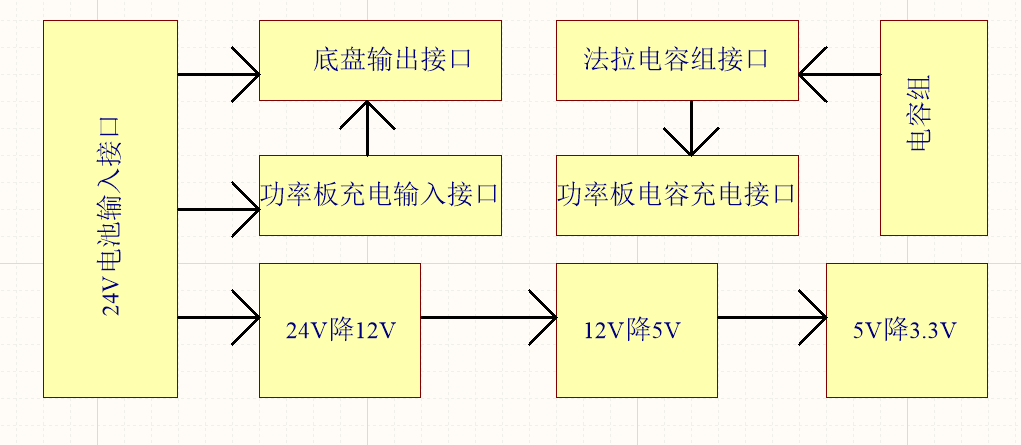 24V电池输入接口
底盘输出接口
法拉电容组接口
电容组
功率板充电输入接口
功率板电容充电接口
24V降12V
12V降5V
5V降3.3V